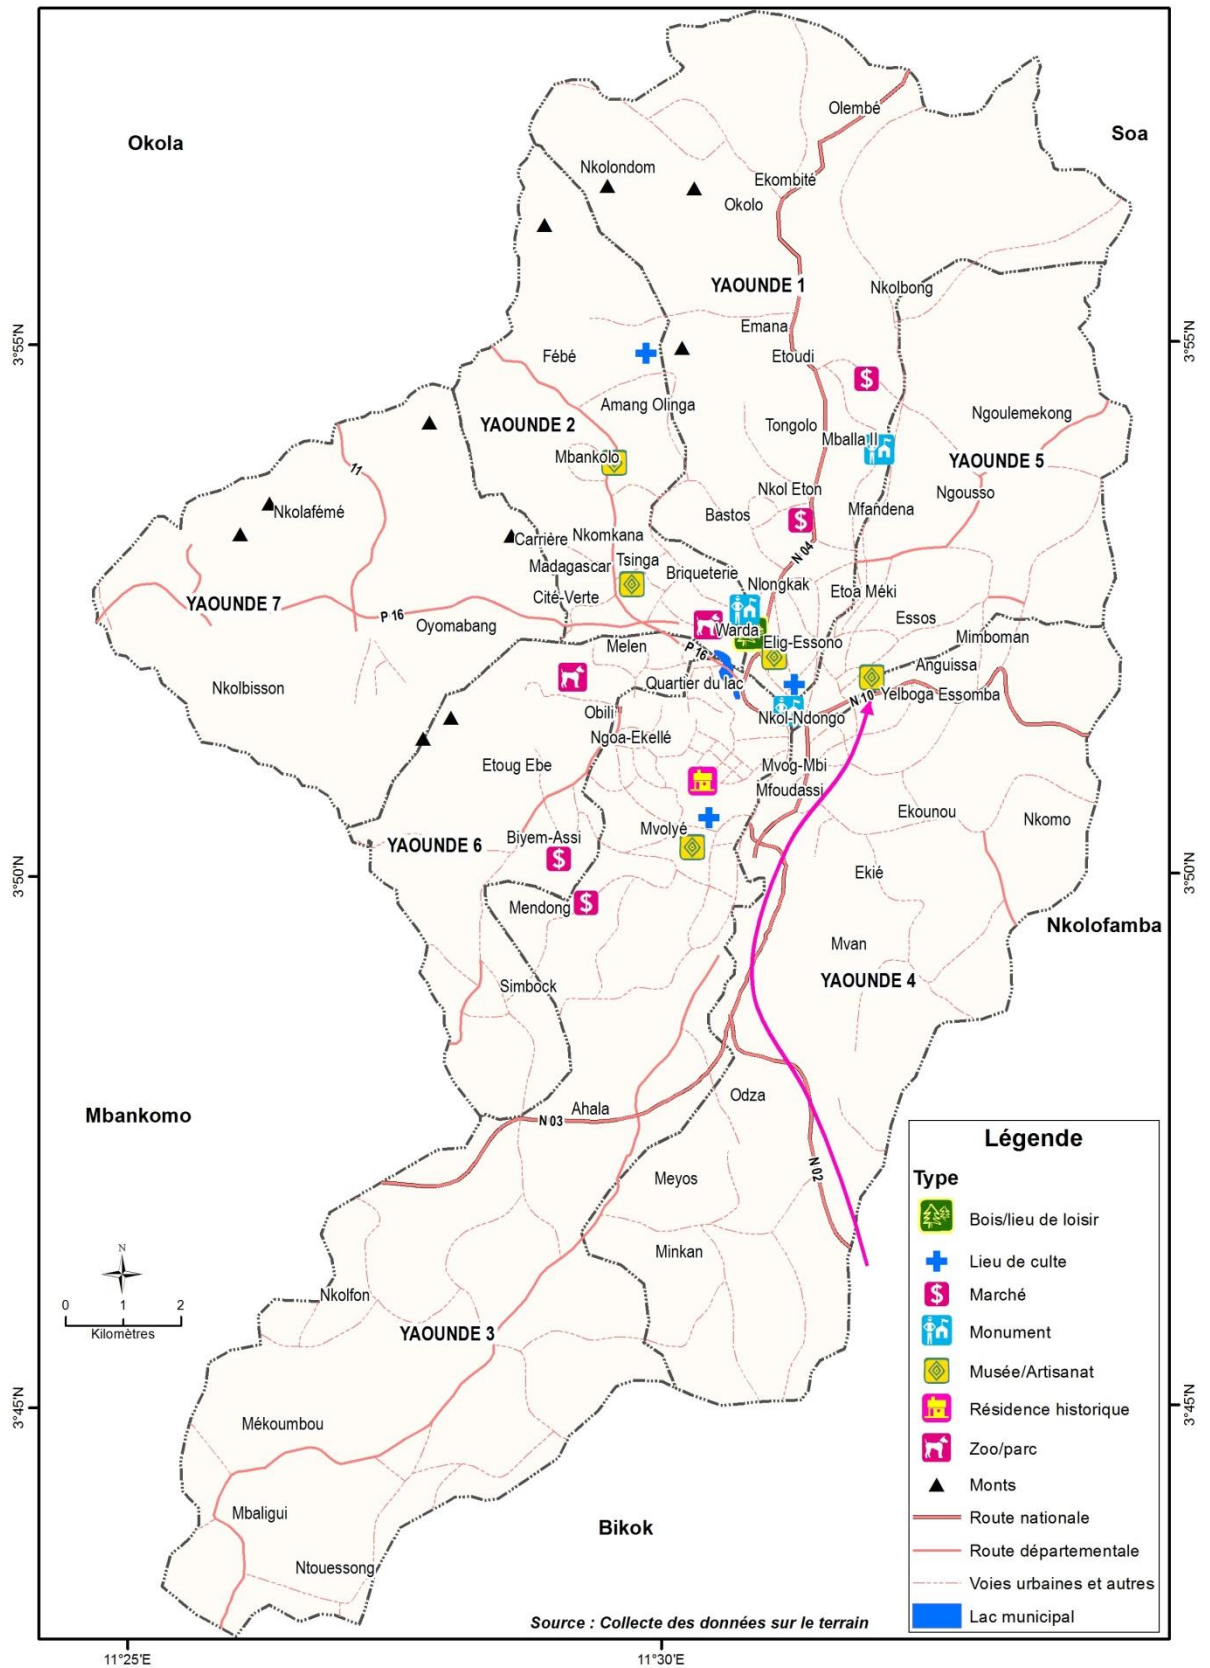 Okola
Soa
Olembé
Nkolondom
Ekombité
Okolo
YAOUNDE 1
Nkolbong
Emana
Etoudi
3°55'N
3°55'N
Fébé
Amang Olinga
Ngoulemekong
YAOUNDE 2
Tongolo
Mballa II
Mbankolo
YAOUNDE 5
11
Nkol Eton
Ngousso
Nkolafémé
Bastos
Mfandena
Carrière
Nkomkana
N 04
Madagascar
Tsinga
Briqueterie
Nlongkak
Cité-Verte
Etoa Méki
YAOUNDE 7
P 16
Essos
Oyomabang
Warda
Elig-Essono
Mimboman
Melen
P 16
Anguissa
Nkolbisson
Quartier du lac
Yelboga Essomba
N 10
Obili
Nkol-Ndongo
Ngoa-Ekellé
Etoug Ebe
Mvog-Mbi
Mfoudassi
Ekounou
Nkomo
YAOUNDE 6
Biyem-Assi
Mvolyé
3°50'N
3°50'N
Ekié
Mendong
Nkolofamba
Mvan
YAOUNDE 4
Simbock
Odza
Mbankomo
Ahala
N 03
N 02
Meyos
Minkan
Nkolfon
YAOUNDE 3
N
0 1 2
Kilomètres
3°45'N
3°45'N
Mékoumbou
Mbaligui
Bikok
Ntouessong
Légende
Type
Bois/lieu de loisir
Lieu de culte
Marché
Monument
Musée/Artisanat
Résidence historique
Zoo/parc
Monts
Route nationale
Route départementale
Voies urbaines et autres
Lac municipal
Source : Collecte des données sur le terrain
11°25'E
11°30'E